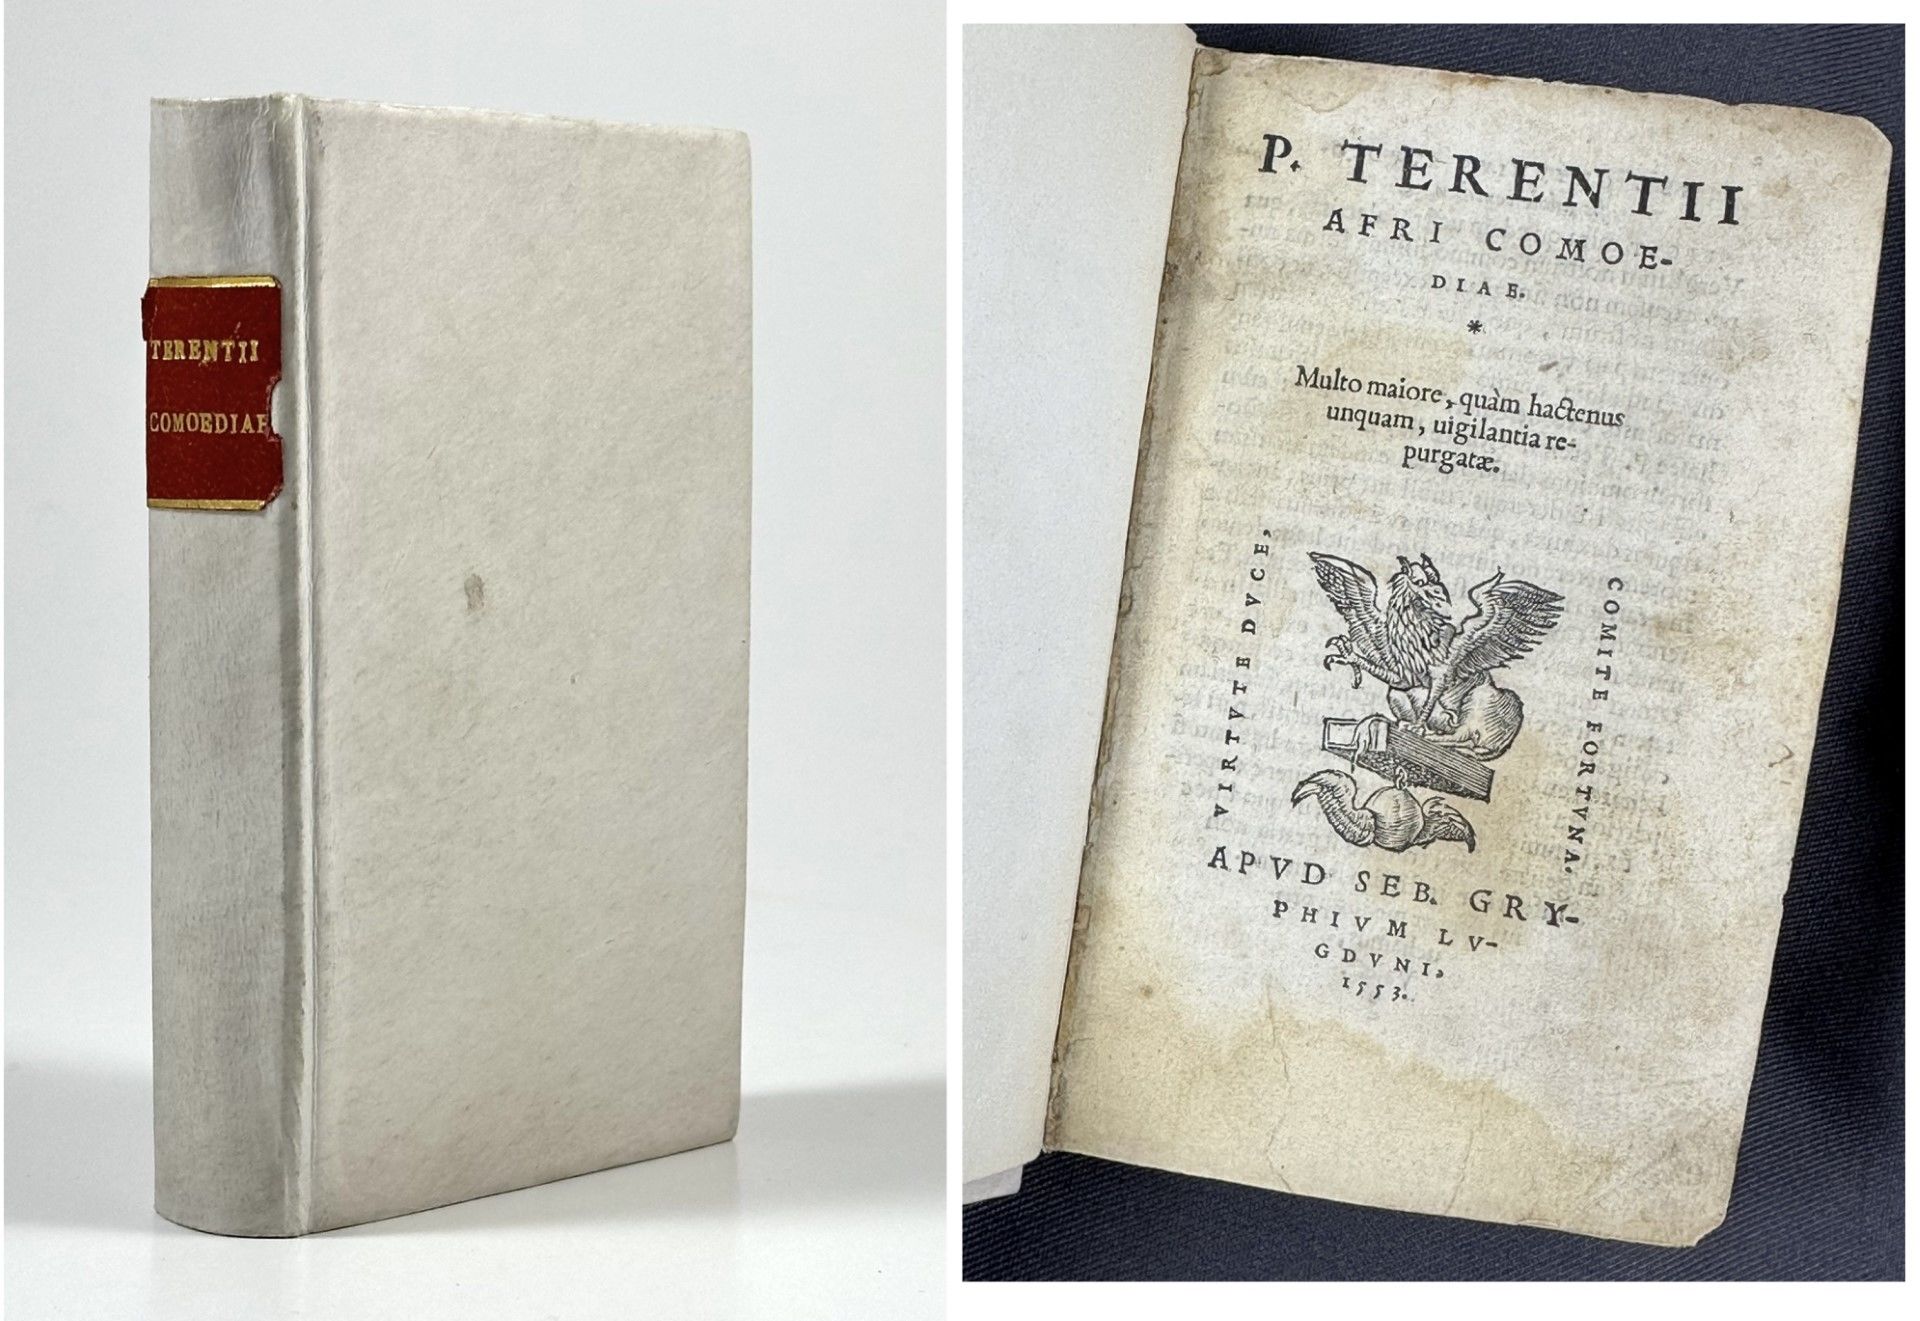 TERENTII
COMOEDIAE
P. TERENTII
AFRI COMOE-
DIAE.
*
Multo maiore, quàm hactenus
unquam, uigilantia re-
purgatæ.
VIRTVTE DVCE,
COMITE FORTVNA.
APVD SEB. GRY-
PHIVM LV-
GDVNI,
1553.